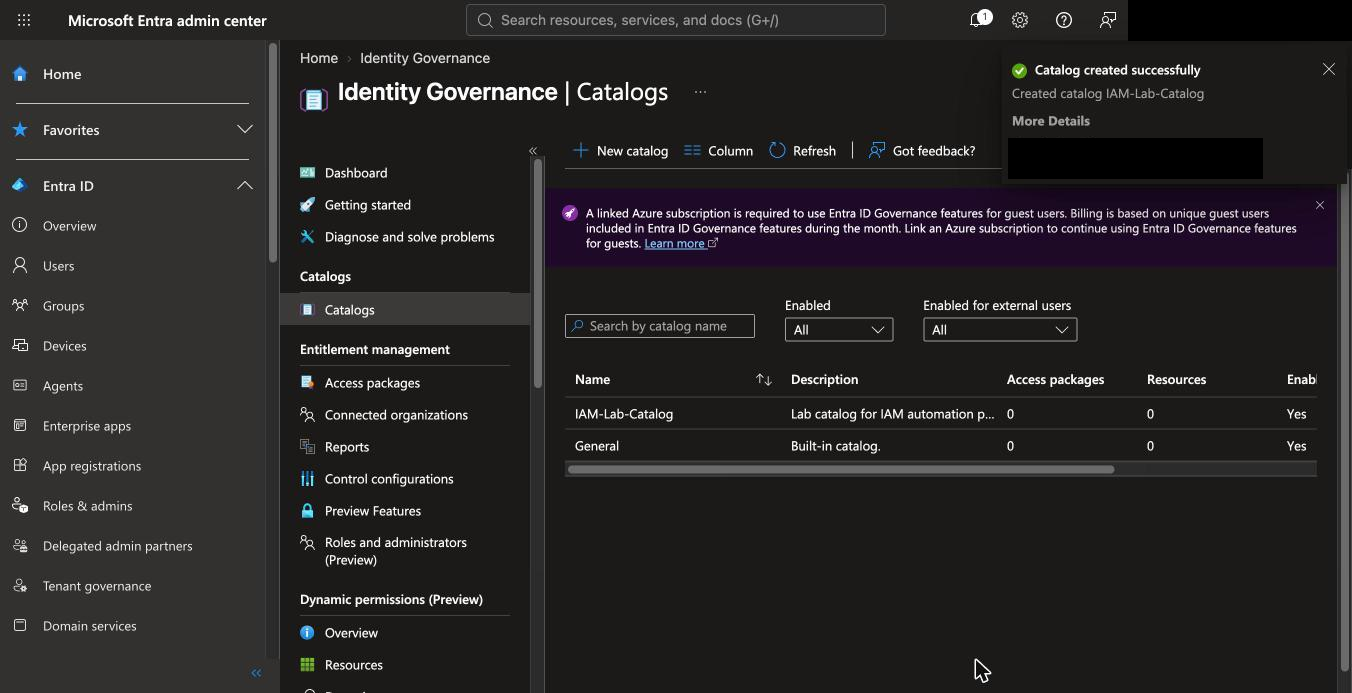 Microsoft Entra admin center
Search resources, services, and docs (G+/)
1
Home
Favorites
Entra ID
Overview
Users
Groups
Devices
Agents
Enterprise apps
App registrations
Roles & admins
Delegated admin partners
Tenant governance
Domain services
Home > Identity Governance
Identity Governance | Catalogs ...
Dashboard
Getting started
Diagnose and solve problems
Catalogs
Catalogs
Entitlement management
Access packages
Connected organizations
Reports
Control configurations
Preview Features
Roles and administrators
(Preview)
Dynamic permissions (Preview)
Overview
Resources
New catalog Column Refresh Got feedback?
A linked Azure subscription is required to use Entra ID Governance features for guest users. Billing is based on unique guest users
included in Entra ID Governance features during the month. Link an Azure subscription to continue using Entra ID Governance features
for guests. Learn more
Enabled Enabled for external users
Search by catalog name All All
Name Description Access packages Resources Enabl
IAM-Lab-Catalog Lab catalog for IAM automation p... 0 0 Yes
General Built-in catalog. 0 0 Yes
Catalog created successfully
Created catalog IAM-Lab-Catalog
More Details